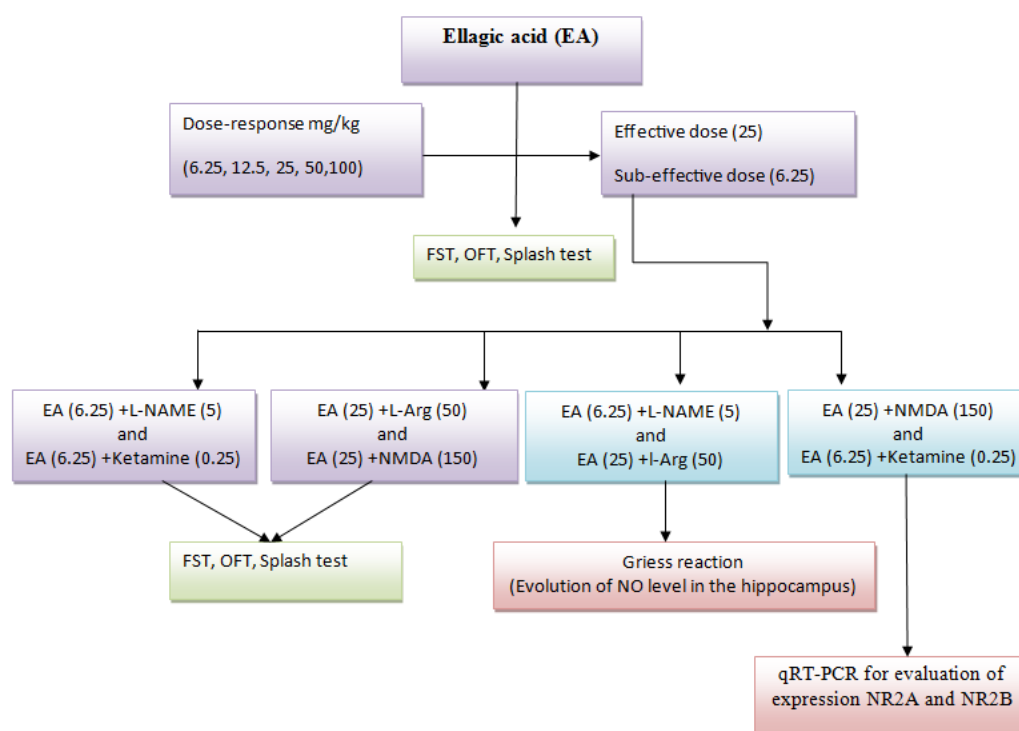 Ellagic acid (EA)
Dose-response mg/kg
(6.25, 12.5, 25, 50,100)
Effective dose (25)
Sub-effective dose (6.25)
FST, OFT, Splash test
EA (6.25) +L-NAME (5)
and
EA (6.25) +Ketamine (0.25)
EA (25) +L-Arg (50)
and
EA (25) +NMDA (150)
EA (6.25) +L-NAME (5)
and
EA (25) +l-Arg (50)
EA (25) +NMDA (150)
and
EA (6.25) +Ketamine (0.25)
FST, OFT, Splash test
Griess reaction
(Evolution of NO level in the hippocampus)
qRT-PCR for evaluation of
expression NR2A and NR2B